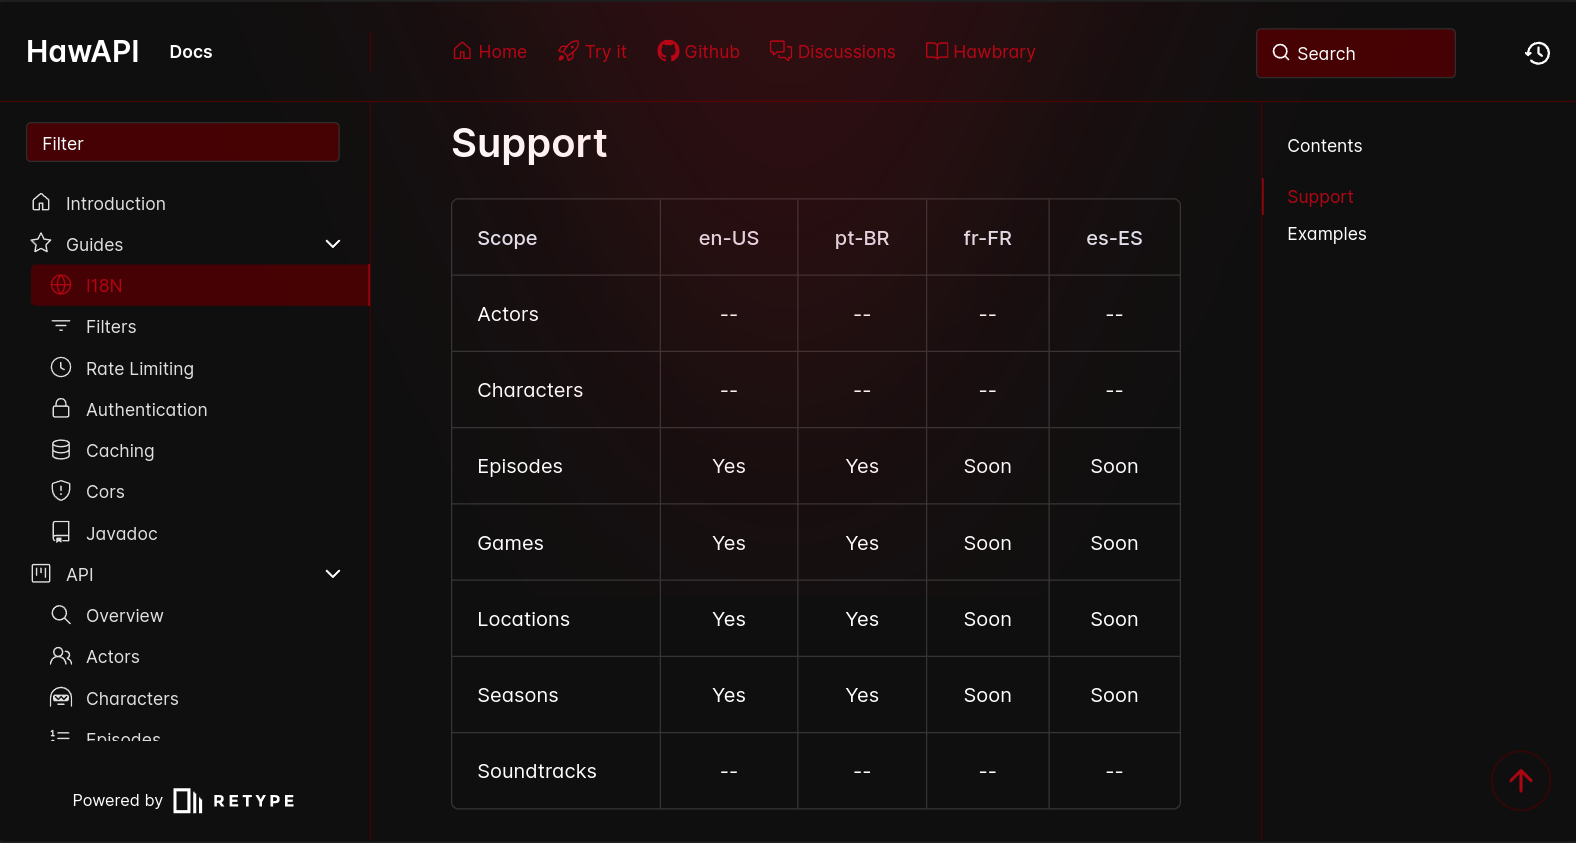 HawAPI Docs
Home Try it Github Discussions Hawbrary
Search
Filter
Introduction
Guides
I18N
Filters
Rate Limiting
Authentication
Caching
Cors
Javadoc
API
Overview
Actors
Characters
Episodes
Powered by RETYPE
Support
Scope en-US pt-BR fr-FR es-ES
Actors -- -- -- --
Characters -- -- -- --
Episodes Yes Yes Soon Soon
Games Yes Yes Soon Soon
Locations Yes Yes Soon Soon
Seasons Yes Yes Soon Soon
Soundtracks -- -- -- --
Contents
Support
Examples